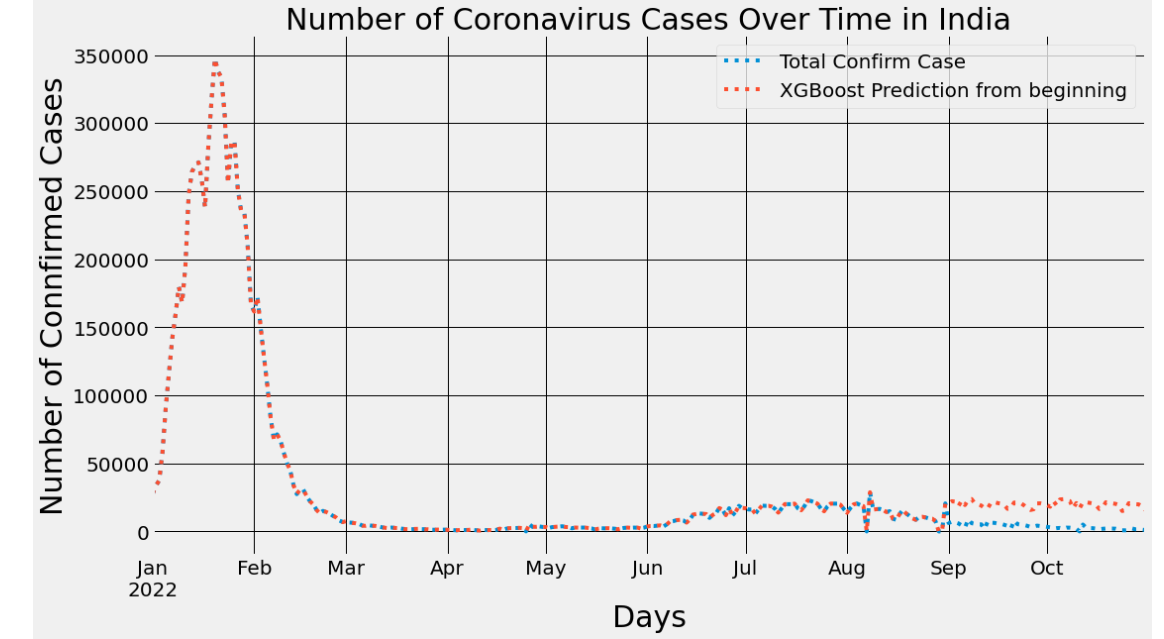 Number of Coronavirus Cases Over Time in India
Total Confirm Case
XGBoost Prediction from beginning
Number of Connfirmed Cases
350000
300000
250000
200000
150000
100000
50000
0
Jan Feb Mar Apr May Jun Jul Aug Sep Oct
2022
Days